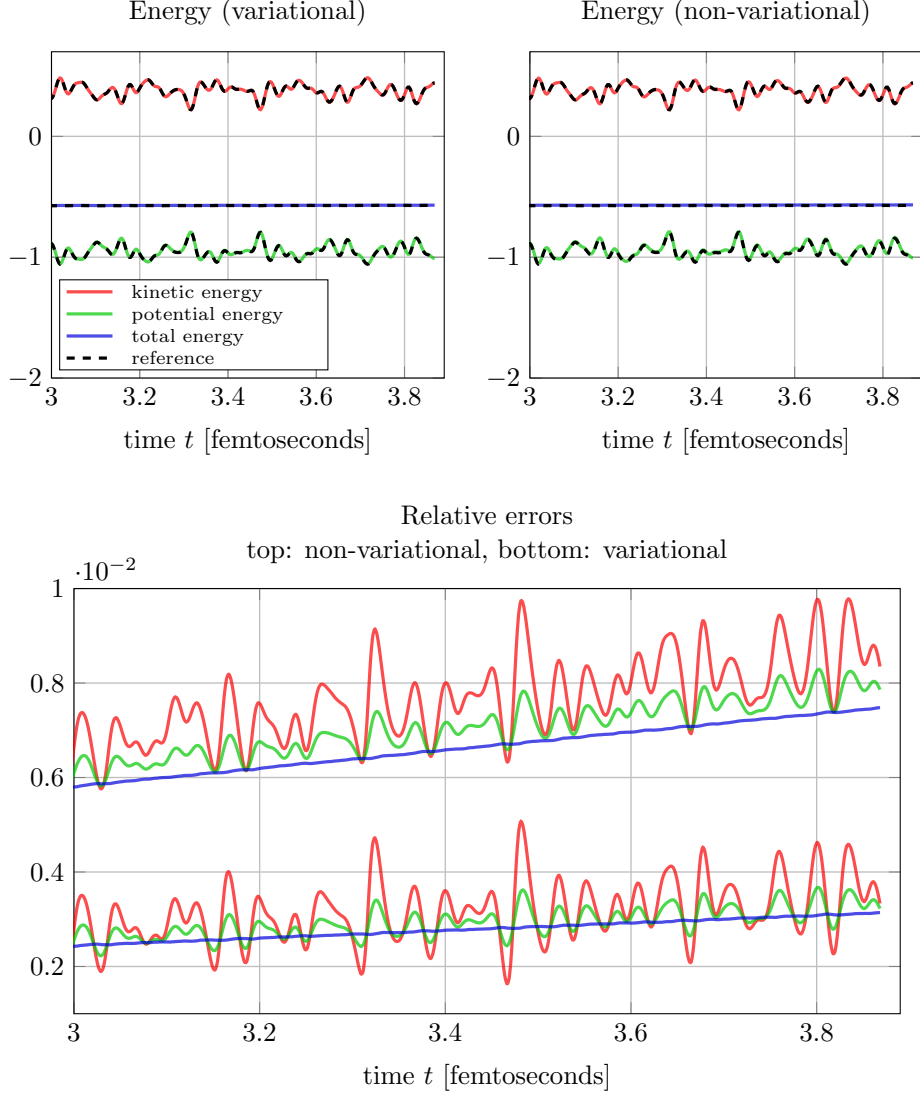 Energy (variational)
Energy (non-variational)
0
−1
−2
kinetic energy
potential energy
total energy
reference
3
3.2
3.4
3.6
3.8
time t [femtoseconds]
0
−1
−2
3
3.2
3.4
3.6
3.8
time t [femtoseconds]
Relative errors
top: non-variational, bottom: variational
·10−2
1
0.8
0.6
0.4
0.2
3
3.2
3.4
3.6
3.8
time t [femtoseconds]